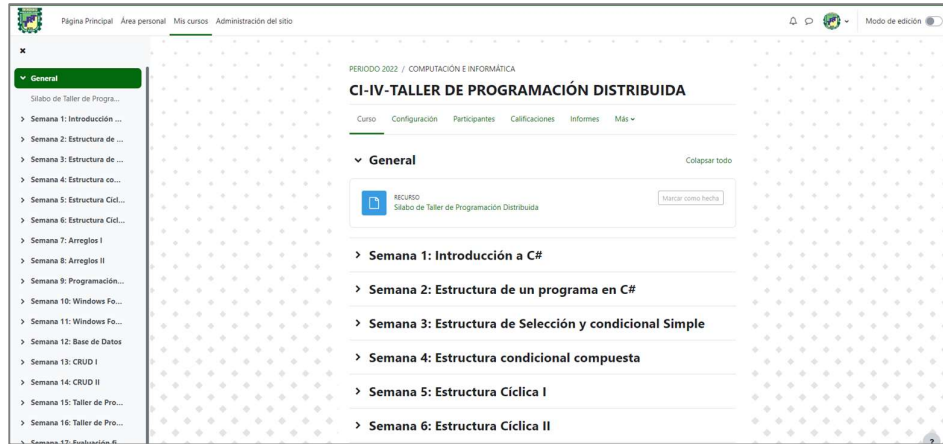 Página Principal Área personal Mis cursos Administración del sitio
Modo de edición
General
Silabo de Taller de Progra...
Semana 1: Introducción ...
Semana 2: Estructura de ...
Semana 3: Estructura de ...
Semana 4: Estructura co...
Semana 5: Estructura Cícl...
Semana 6: Estructura Cícl...
Semana 7: Arreglos I
Semana 8: Arreglos II
Semana 9: Programación...
Semana 10: Windows Fo...
Semana 11: Windows Fo...
Semana 12: Base de Datos
Semana 13: CRUD I
Semana 14: CRUD II
Semana 15: Taller de Pro...
Semana 16: Taller de Pro...
Semana 17: Evaluación fi...
PERIODO 2022 / COMPUTACIÓN E INFORMÁTICA
CI-IV-TALLER DE PROGRAMACIÓN DISTRIBUIDA
Curso Configuración Participantes Calificaciones Informes Más
General
Colapsar todo
RECURSO
Silabo de Taller de Programación Distribuida
Marcar como hecha
Semana 1: Introducción a C#
Semana 2: Estructura de un programa en C#
Semana 3: Estructura de Selección y condicional Simple
Semana 4: Estructura condicional compuesta
Semana 5: Estructura Cíclica I
Semana 6: Estructura Cíclica II
?